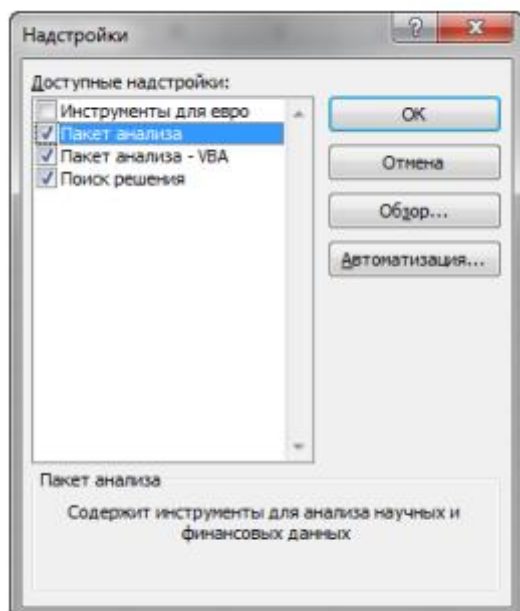 Надстройки
Доступные надстройки:
Инструменты для евро
Пакет анализа
Пакет анализа - VBA
Поиск решения
ОК
Отмена
Обзор...
Автоматизация...
Пакет анализа
Содержит инструменты для анализа научных и
финансовых данных